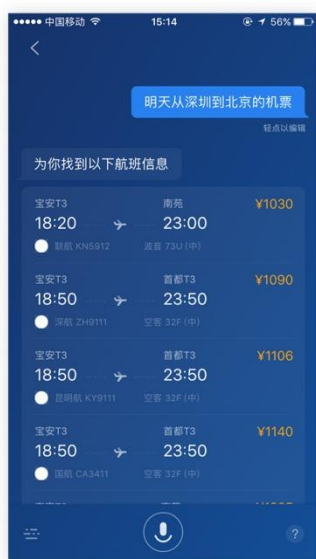 中国移动 15:14 56%
明天从深圳到北京的机票
轻点以编辑
为你找到以下航班信息
宝安T3 南苑 ¥1030
18:20 23:00
联航 KN5912 波音 73U (中)
宝安T3 首都T3 ¥1090
18:50 23:50
深航 ZH9111 空客 32F (中)
宝安T3 首都T3 ¥1106
18:50 23:50
昆明航 KY9111 空客 32F (中)
宝安T3 首都T3 ¥1140
18:50 23:50
国航 CA3411 空客 32F (中)
?